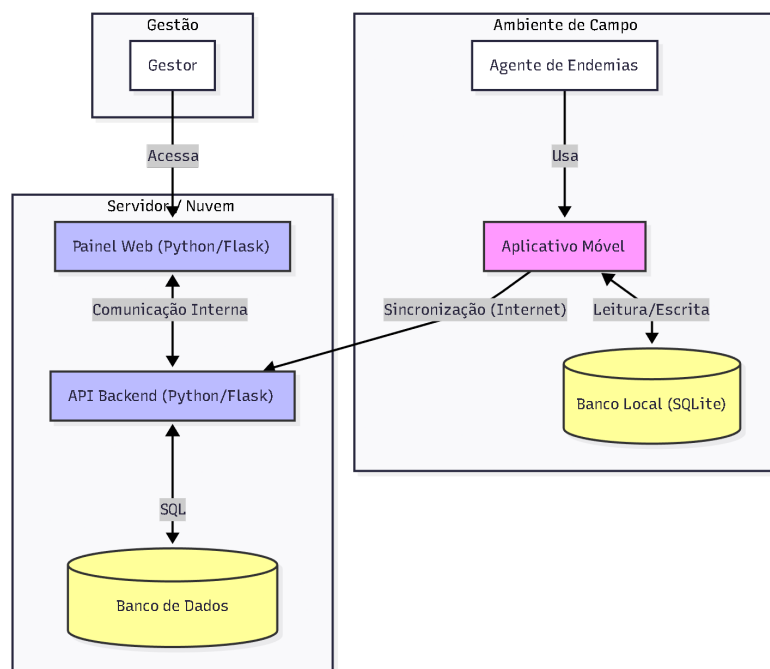 Gestão
Gestor
Acessa
Ambiente de Campo
Agente de Endemias
Usa
Servidor / Nuvem
Painel Web (Python/Flask)
Aplicativo Móvel
Comunicação Interna
Sincronização (Internet)
Leitura/Escrita
API Backend (Python/Flask)
Banco Local (SQLite)
SQL
Banco de Dados